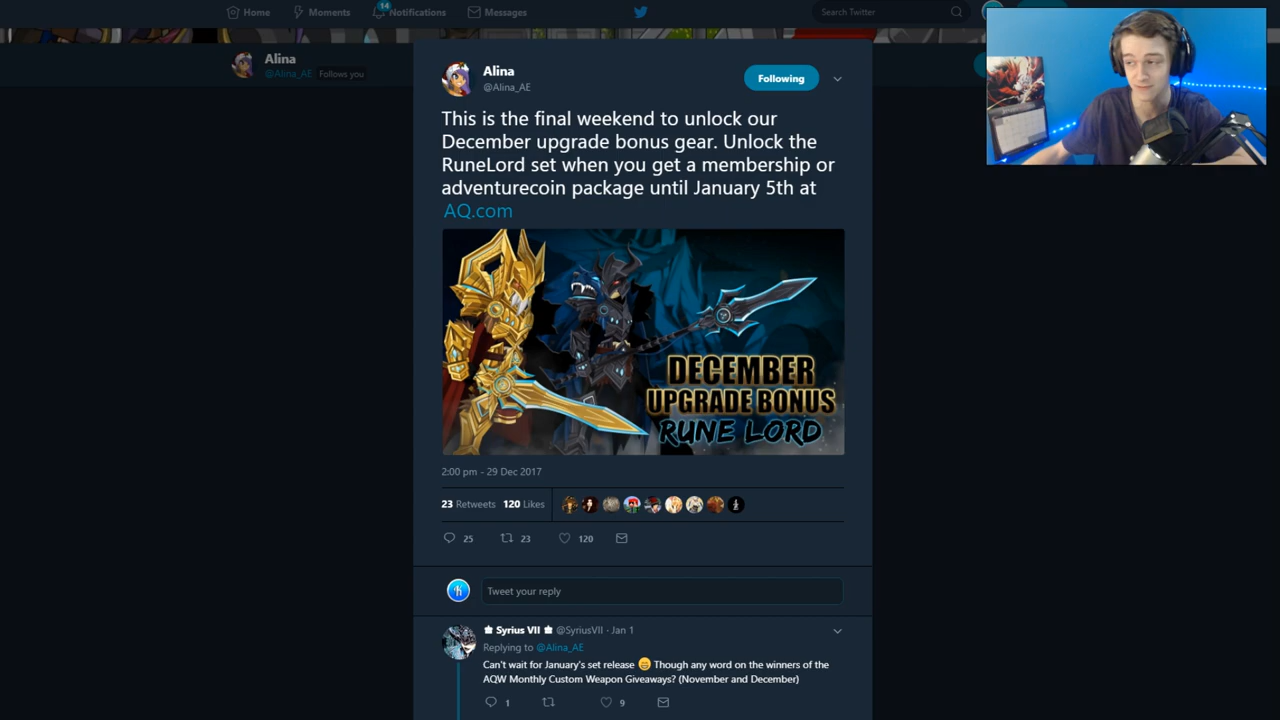 Home
Moments
14
Notifications
Messages
Search Twitter
Alina
@Alina_AE Follows you
Alina
@Alina_AE
Following
This is the final weekend to unlock our
December upgrade bonus gear. Unlock the
RuneLord set when you get a membership or
adventurecoin package until January 5th at
AQ.com
DECEMBER
UPGRADE BONUS
RUNE LORD
2:00 pm - 29 Dec 2017
23 Retweets 120 Likes
25 23 120
Tweet your reply
Syrius VII @SyriusVII · Jan 1
Replying to @Alina_AE
Can't wait for January's set release 😄 Though any word on the winners of the
AQW Monthly Custom Weapon Giveaways? (November and December)
1 9